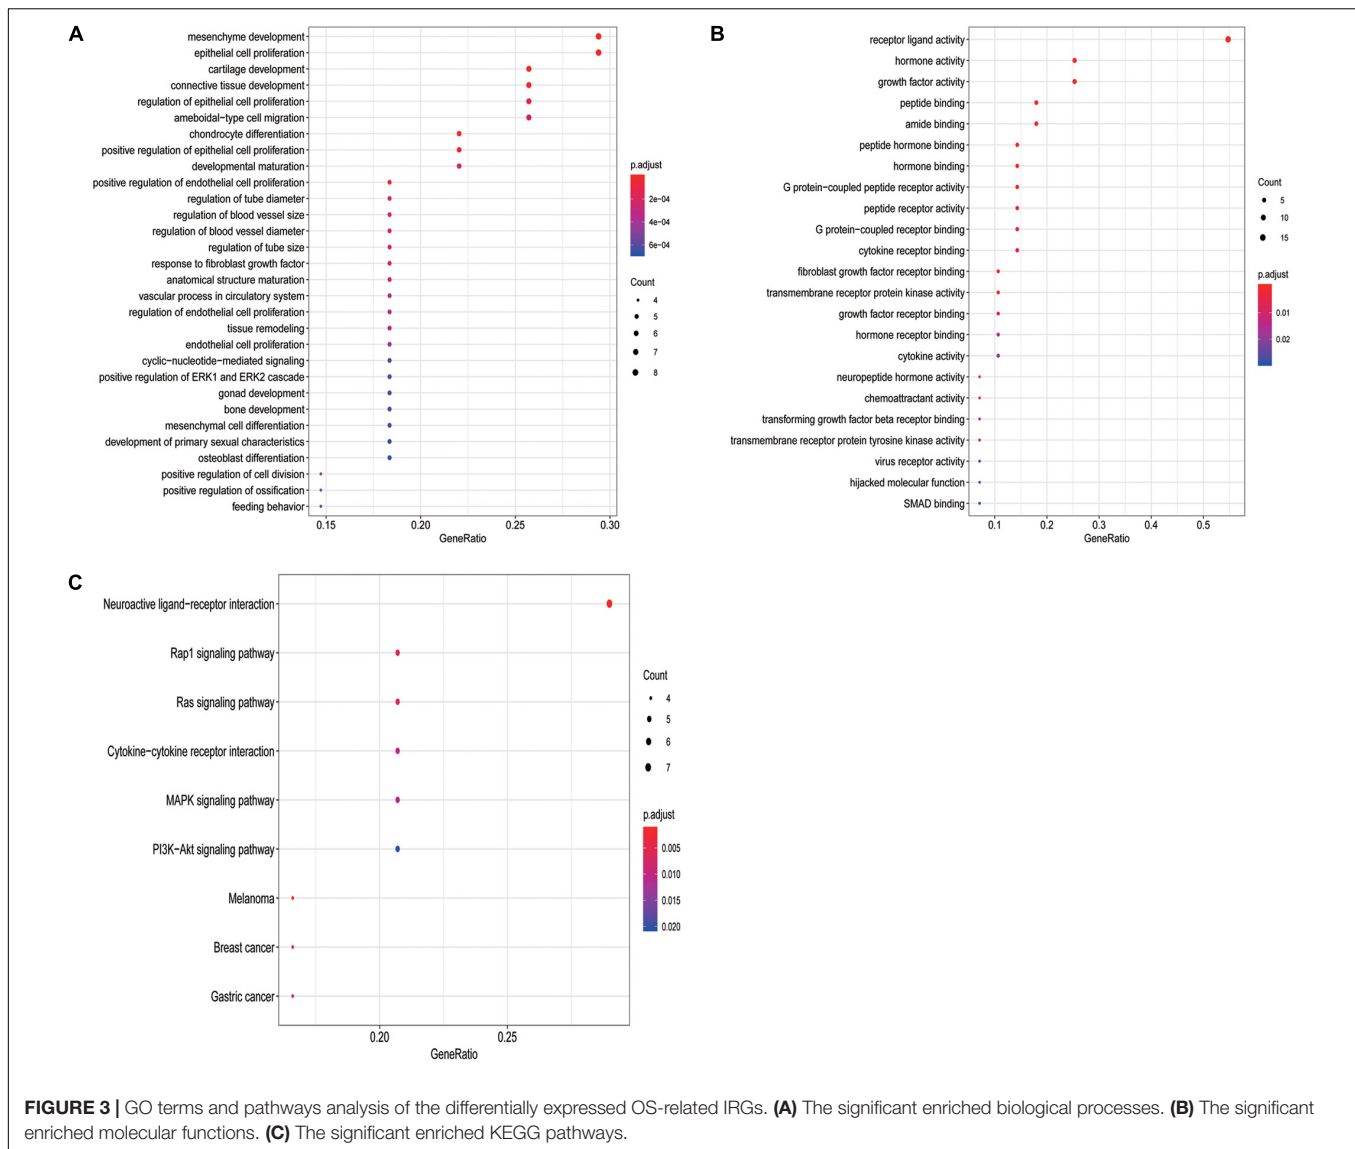 A
mesenchyme development
epithelial cell proliferation
cartilage development
connective tissue development
regulation of epithelial cell proliferation
ameboidal−type cell migration
chondrocyte differentiation
positive regulation of epithelial cell proliferation
developmental maturation
positive regulation of endothelial cell proliferation
regulation of tube diameter
regulation of blood vessel size
regulation of blood vessel diameter
regulation of tube size
response to fibroblast growth factor
anatomical structure maturation
vascular process in circulatory system
regulation of endothelial cell proliferation
tissue remodeling
endothelial cell proliferation
cyclic−nucleotide−mediated signaling
positive regulation of ERK1 and ERK2 cascade
gonad development
bone development
mesenchymal cell differentiation
development of primary sexual characteristics
osteoblast differentiation
positive regulation of cell division
positive regulation of ossification
feeding behavior
0.15 0.20 0.25 0.30
GeneRatio
p.adjust
2e−04
4e−04
6e−04
Count
4
5
6
7
8
B
receptor ligand activity
hormone activity
growth factor activity
peptide binding
amide binding
peptide hormone binding
hormone binding
G protein−coupled peptide receptor activity
peptide receptor activity
G protein−coupled receptor binding
cytokine receptor binding
fibroblast growth factor receptor binding
transmembrane receptor protein kinase activity
growth factor receptor binding
hormone receptor binding
cytokine activity
neuropeptide hormone activity
chemoattractant activity
transforming growth factor beta receptor binding
transmembrane receptor protein tyrosine kinase activity
virus receptor activity
hijacked molecular function
SMAD binding
0.1 0.2 0.3 0.4 0.5
GeneRatio
Count
5
10
15
p.adjust
0.01
0.02
C
Neuroactive ligand−receptor interaction
Rap1 signaling pathway
Ras signaling pathway
Cytokine−cytokine receptor interaction
MAPK signaling pathway
PI3K−Akt signaling pathway
Melanoma
Breast cancer
Gastric cancer
0.20 0.25
GeneRatio
Count
4
5
6
7
p.adjust
0.005
0.010
0.015
0.020
FIGURE 3 | GO terms and pathways analysis of the differentially expressed OS-related IRGs. (A) The significant enriched biological processes. (B) The significant
enriched molecular functions. (C) The significant enriched KEGG pathways.